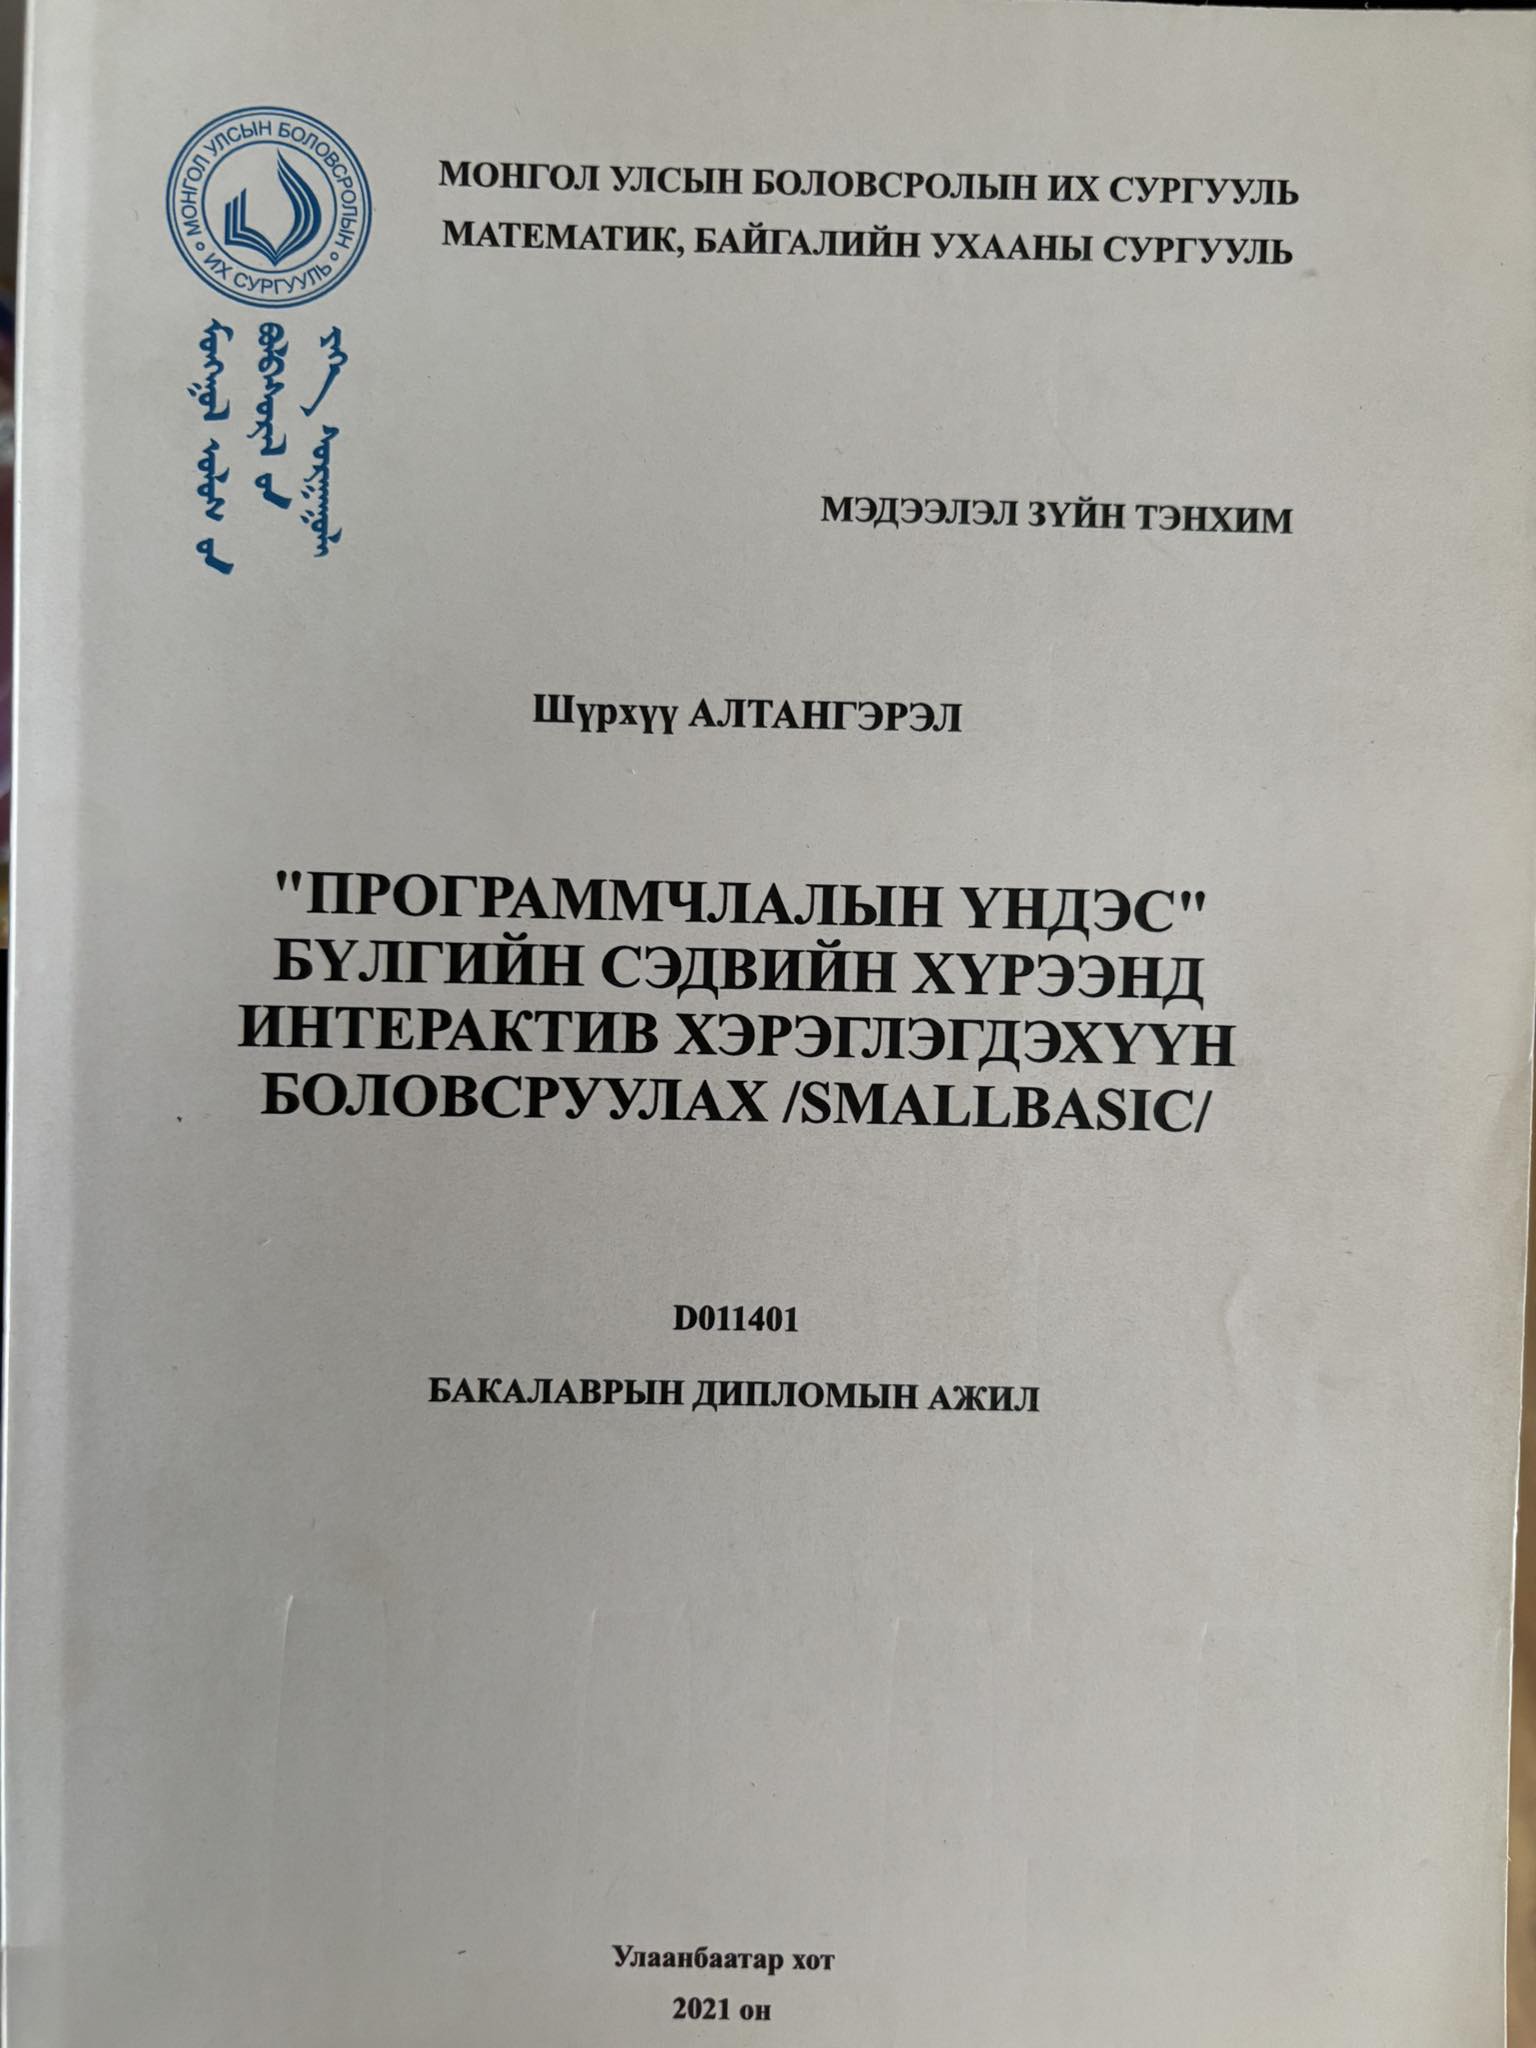 МОНГОЛ УЛСЫН БОЛОВСРОЛЫН
ИХ СУРГУУЛЬ
МОНГОЛ УЛСЫН БОЛОВСРОЛЫН ИХ СУРГУУЛЬ
МАТЕМАТИК, БАЙГАЛИЙН УХААНЫ СУРГУУЛЬ
МЭДЭЭЛЭЛ ЗҮЙН ТЭНХИМ
Шүрхүү АЛТАНГЭРЭЛ
"ПРОГРАММЧЛАЛЫН ҮНДЭС"
БҮЛГИЙН СЭДВИЙН ХҮРЭЭНД
ИНТЕРАКТИВ ХЭРЭГЛЭГДЭХҮҮН
БОЛОВСРУУЛАХ /SMALLBASIC/
D011401
БАКАЛАВРЫН ДИПЛОМЫН АЖИЛ
Улаанбаатар хот
2021 он